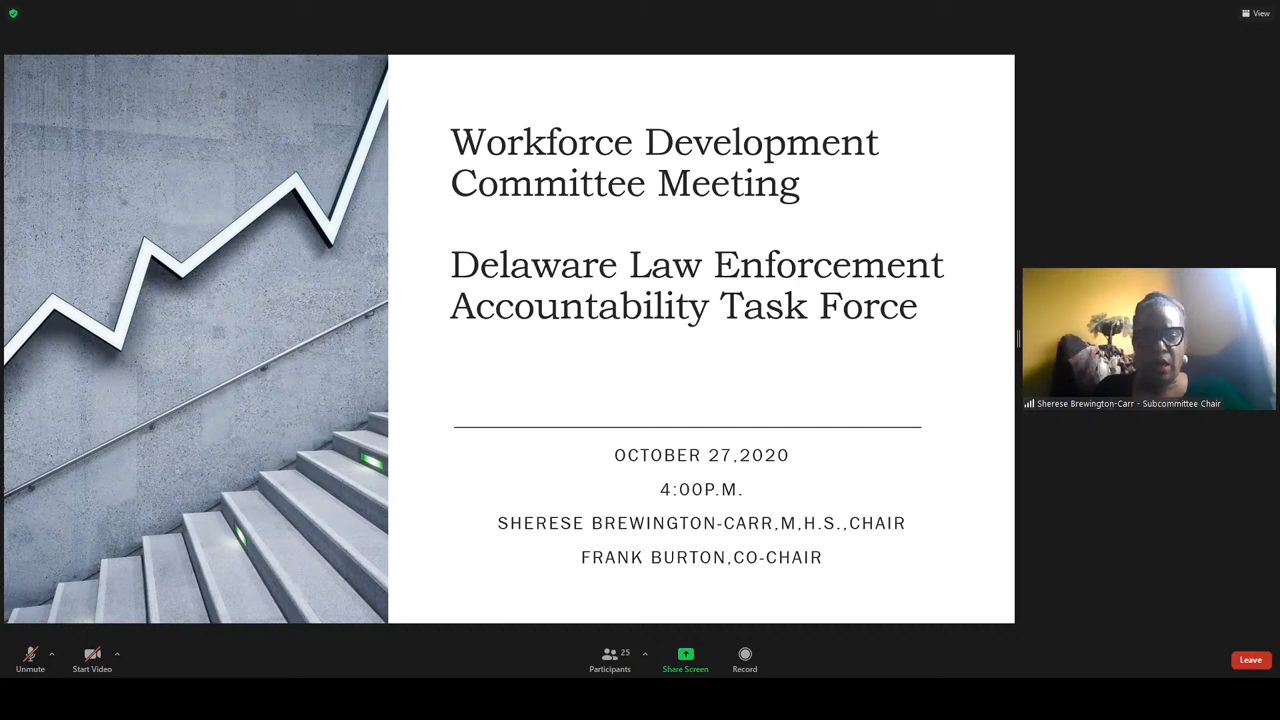 View
Workforce Development
Committee Meeting
Delaware Law Enforcement
Accountability Task Force
OCTOBER 27,2020
4:00P.M.
SHERESE BREWINGTON-CARR,M,H.S.,CHAIR
FRANK BURTON,CO-CHAIR
Sherese Brewington-Carr - Subcommittee Chair
Unmute
Start Video
Participants
25
Share Screen
Record
Leave